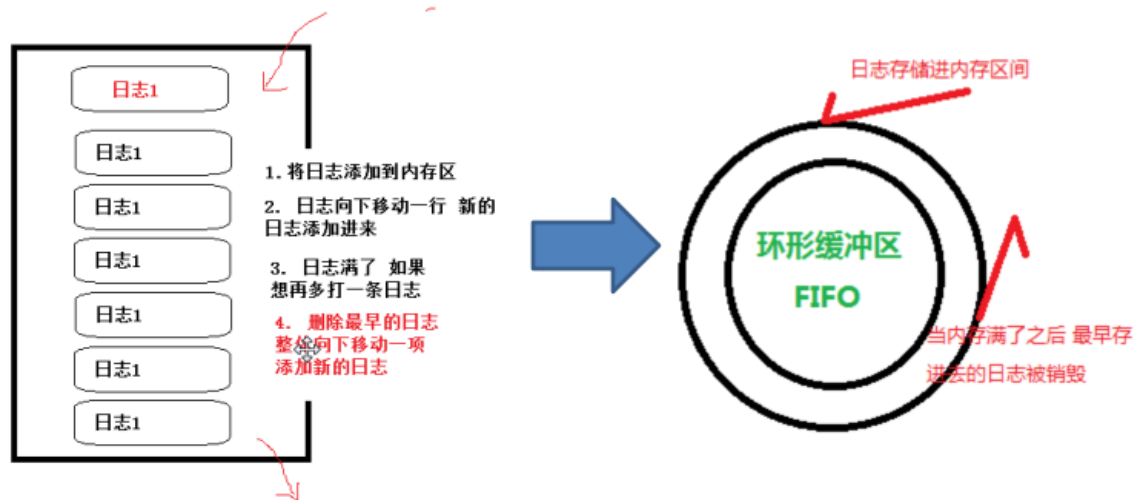 日志1
日志1
日志1
日志1
日志1
日志1
日志1
1.将日志添加到内存区
2. 日志向下移动一行 新的
日志添加进来
3. 日志满了 如果
想再多打一条日志
4. 删除最早的日志
整体向下移动一项
添加新的日志
日志存储进内存区间
环形缓冲区
FIFO
当内存满了之后 最早存
进去的日志被销毁